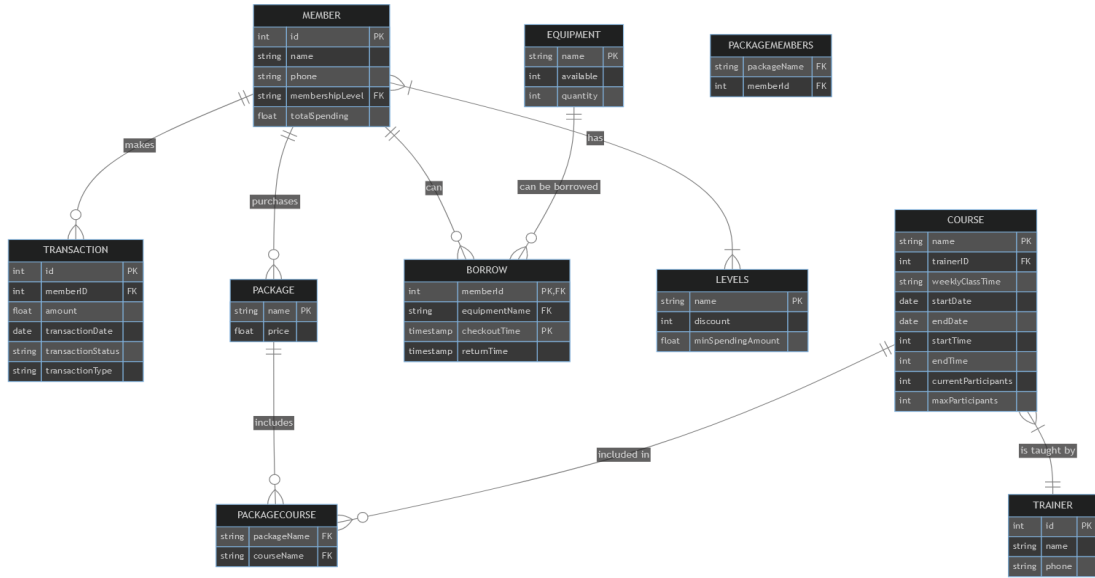 MEMBER
int id PK
string name
string phone
string membershipLevel FK
float totalSpending
EQUIPMENT
string name PK
int available
int quantity
PACKAGEMEMBERS
string packageName FK
int memberId FK
makes
has
purchases
can
can be borrowed
COURSE
string name PK
int trainerID FK
string weeklyClassTime
date startDate
date endDate
int startTime
int endTime
int currentParticipants
int maxParticipants
TRANSACTION
int id PK
int memberID FK
float amount
date transactionDate
string transactionStatus
string transactionType
PACKAGE
string name PK
float price
BORROW
int memberId PK,FK
string equipmentName FK
timestamp checkoutTime PK
timestamp returnTime
LEVELS
string name PK
int discount
float minSpendingAmount
includes
included in
is taught by
PACKAGECOURSE
string packageName FK
string courseName FK
TRAINER
int id PK
string name
string phone